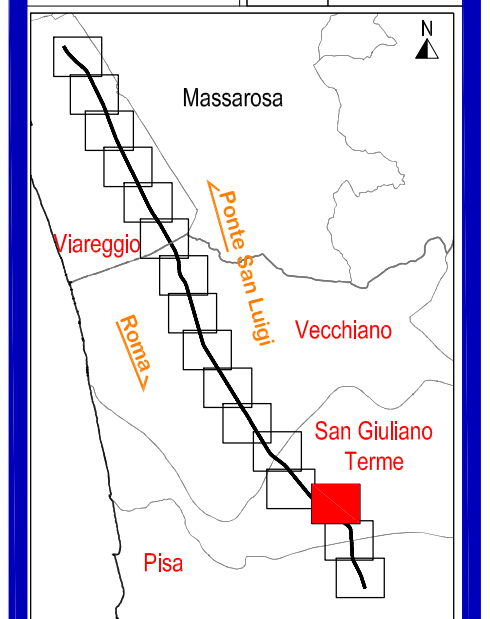 N
Massarosa
Ponte San Luigi
Viareggio
Roma
Vecchiano
San Giuliano
Terme
Pisa